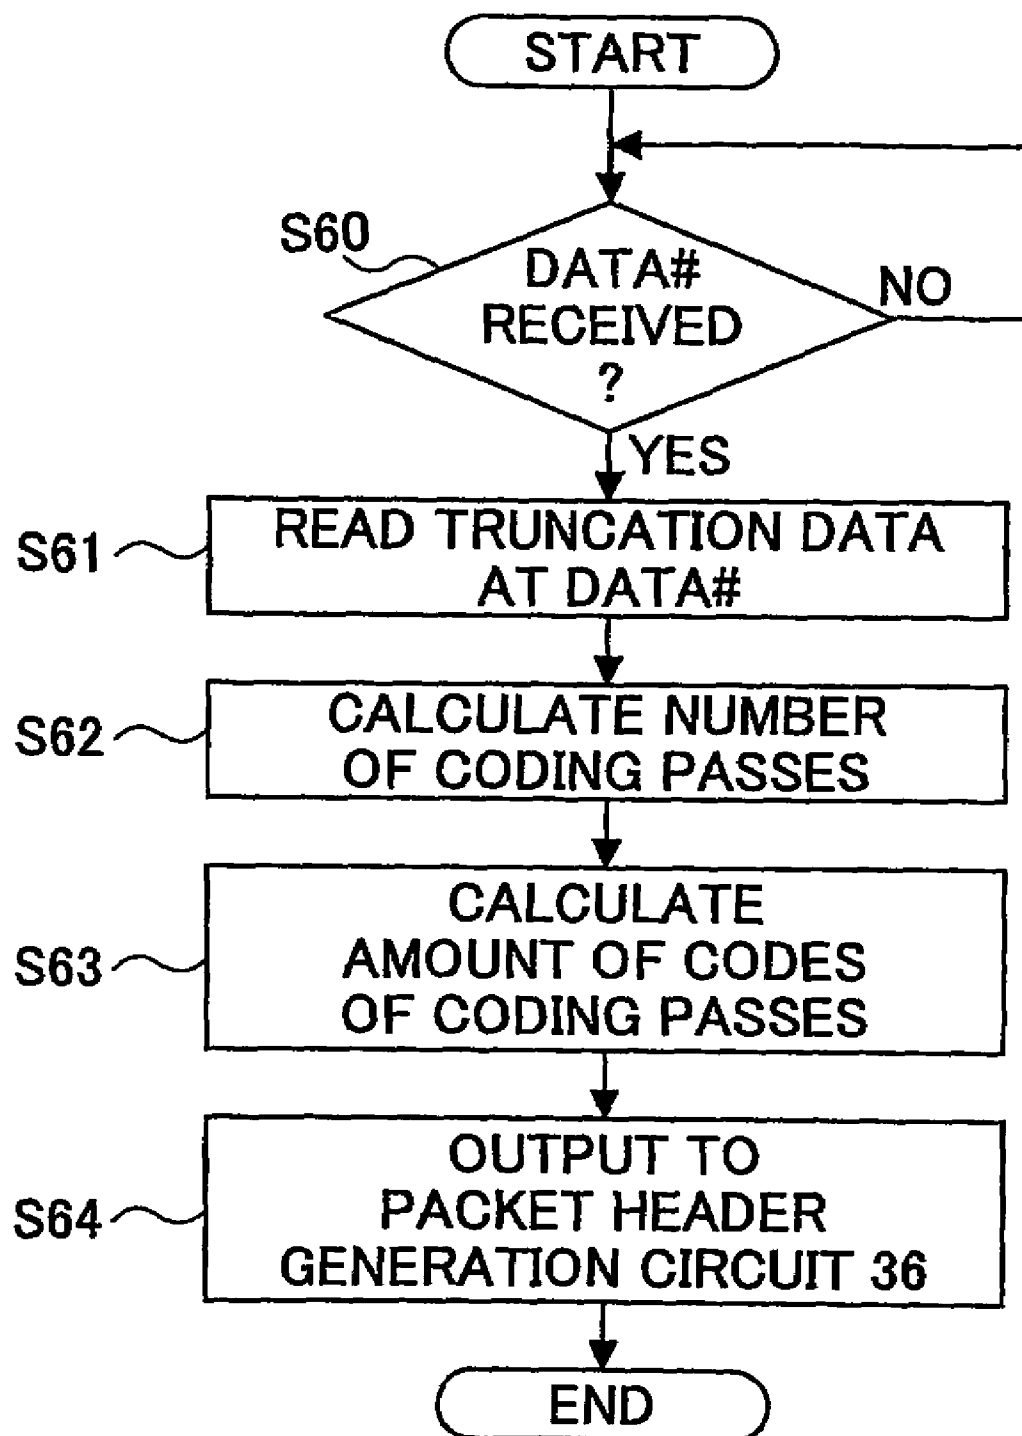 START
S60
DATA#
RECEIVED
?
NO
YES
S61
READ TRUNCATION DATA
AT DATA#
S62
CALCULATE NUMBER
OF CODING PASSES
S63
CALCULATE
AMOUNT OF CODES
OF CODING PASSES
S64
OUTPUT TO
PACKET HEADER
GENERATION CIRCUIT 36
END